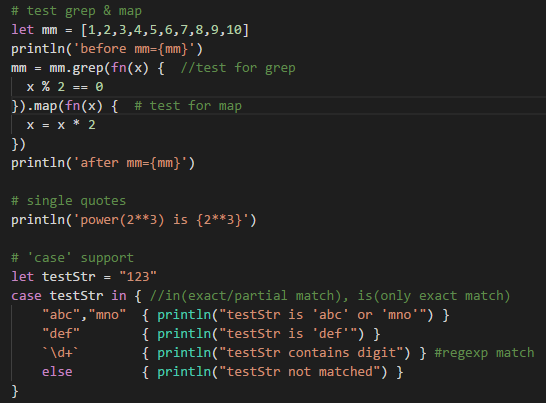 # test grep & map
let mm = [1,2,3,4,5,6,7,8,9,10]
println('before mm={mm}')
mm = mm.grep(fn(x) {  //test for grep
  x % 2 == 0
}).map(fn(x) {  # test for map
  x = x * 2
})
println('after mm={mm}')

# single quotes
println('power(2**3) is {2**3}')

# 'case' support
let testStr = "123"
case testStr in { //in(exact/partial match), is(only exact match)
    "abc","mno"  { println("testStr is 'abc' or 'mno'") }
    "def"        { println("testStr is 'def'") }
    `\d+`        { println("testStr contains digit") } #regexp match
    else         { println("testStr not matched") }
}